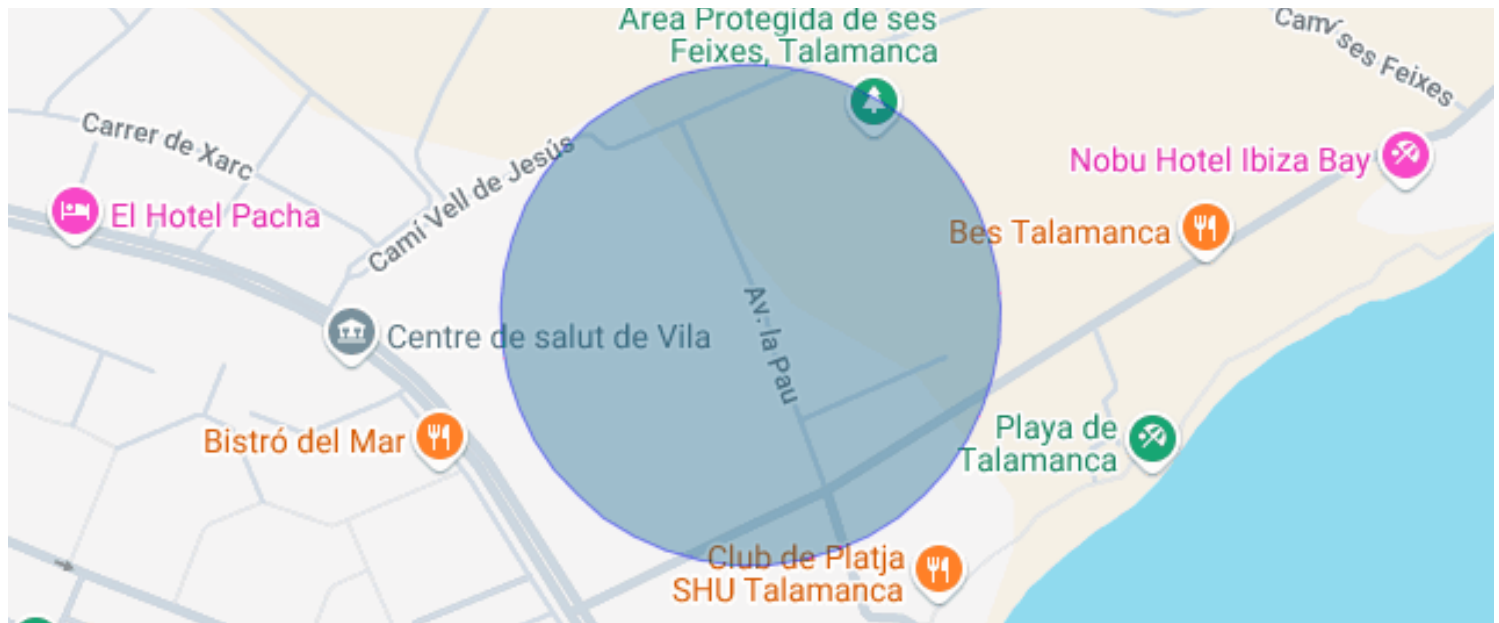 Area Protegida de ses
Feixes, Talamanca
Camí ses Feixes
Carrer de Xarc
Nobu Hotel Ibiza Bay
Camí Vell de Jesús
El Hotel Pacha
Bes Talamanca
Av. la Pau
Centre de salut de Vila
Bistró del Mar
Playa de
Talamanca
Club de Platja
SHU Talamanca